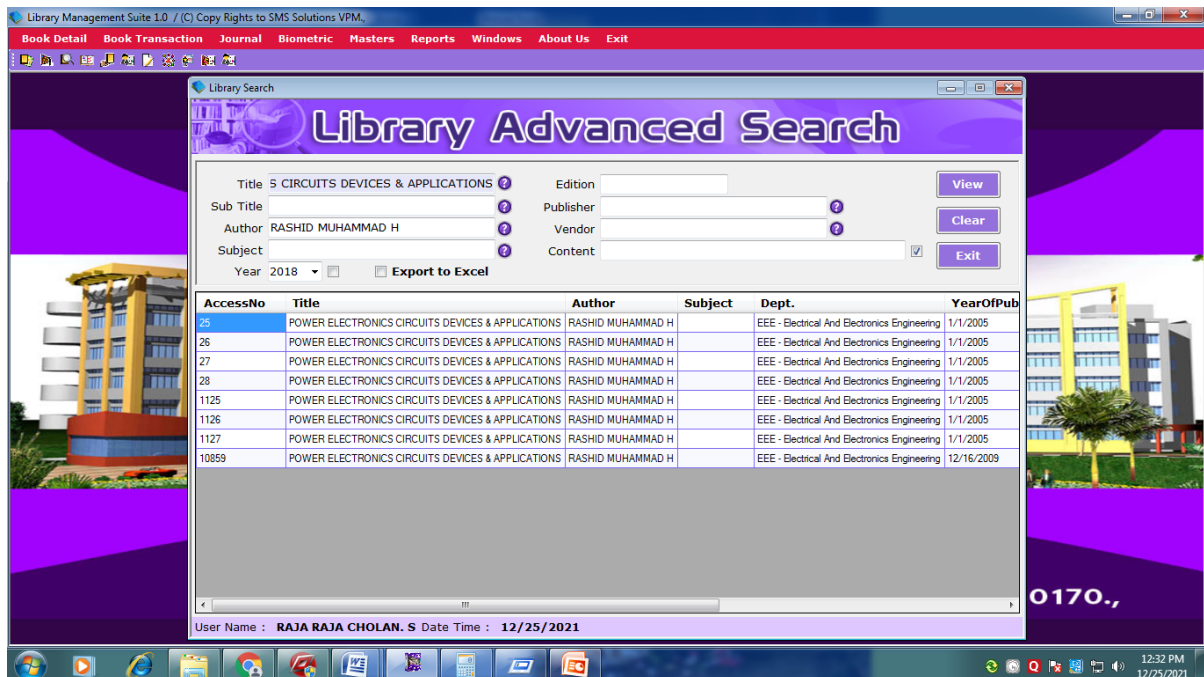 Library Management Suite 1.0 / (C) Copy Rights to SMS Solutions VPM.,
Book Detail Book Transaction Journal Biometric Masters Reports Windows About Us Exit
Library Search
Library Advanced Search
Title S CIRCUITS DEVICES & APPLICATIONS ? Edition View
Sub Title ? Publisher ?
Author RASHID MUHAMMAD H ? Vendor ? Clear
Subject ? Content Exit
Year 2018 Export to Excel
AccessNo Title Author Subject Dept. YearOfPub
25 POWER ELECTRONICS CIRCUITS DEVICES & APPLICATIONS RASHID MUHAMMAD H EEE - Electrical And Electronics Engineering 1/1/2005
26 POWER ELECTRONICS CIRCUITS DEVICES & APPLICATIONS RASHID MUHAMMAD H EEE - Electrical And Electronics Engineering 1/1/2005
27 POWER ELECTRONICS CIRCUITS DEVICES & APPLICATIONS RASHID MUHAMMAD H EEE - Electrical And Electronics Engineering 1/1/2005
28 POWER ELECTRONICS CIRCUITS DEVICES & APPLICATIONS RASHID MUHAMMAD H EEE - Electrical And Electronics Engineering 1/1/2005
1125 POWER ELECTRONICS CIRCUITS DEVICES & APPLICATIONS RASHID MUHAMMAD H EEE - Electrical And Electronics Engineering 1/1/2005
1126 POWER ELECTRONICS CIRCUITS DEVICES & APPLICATIONS RASHID MUHAMMAD H EEE - Electrical And Electronics Engineering 1/1/2005
1127 POWER ELECTRONICS CIRCUITS DEVICES & APPLICATIONS RASHID MUHAMMAD H EEE - Electrical And Electronics Engineering 1/1/2005
10859 POWER ELECTRONICS CIRCUITS DEVICES & APPLICATIONS RASHID MUHAMMAD H EEE - Electrical And Electronics Engineering 12/16/2009
0170.,
User Name : RAJA RAJA CHOLAN. S Date Time : 12/25/2021
12:32 PM
12/25/2021